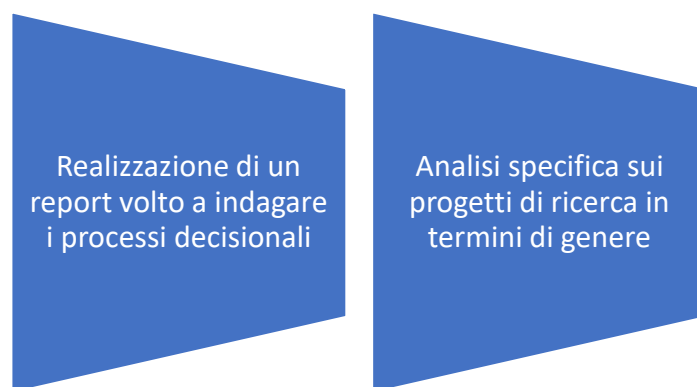 Realizzazione di un
report volto a indagare
i processi decisionali
Analisi specifica sui
progetti di ricerca in
termini di genere